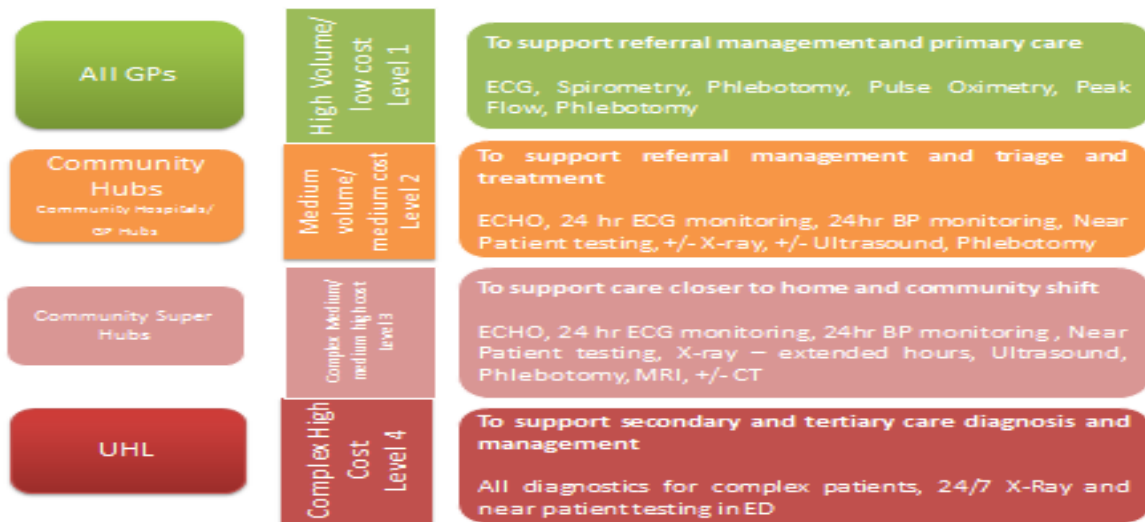 All GPs
High Volume/
low cost
Level 1
To support referral management and primary care
ECG, Spirometry, Phlebotomy, Pulse Oximetry, Peak
Flow, Phlebotomy
Community
Hubs
Community Hospitals/
GP Hubs
Medium
volume/
medium cost
Level 2
To support referral management and triage and
treatment
ECHO, 24 hr ECG monitoring, 24hr BP monitoring, Near
Patient testing, +/- X-ray, +/- Ultrasound, Phlebotomy
Community Super
Hubs
Complex Medium/
medium high cost
Level 3
To support care closer to home and community shift
ECHO, 24 hr ECG monitoring, 24hr BP monitoring , Near
Patient testing, X-ray – extended hours, Ultrasound,
Phlebotomy, MRI, +/- CT
UHL
Complex High
Cost
Level 4
To support secondary and tertiary care diagnosis and
management
All diagnostics for complex patients, 24/7 X-Ray and
near patient testing in ED